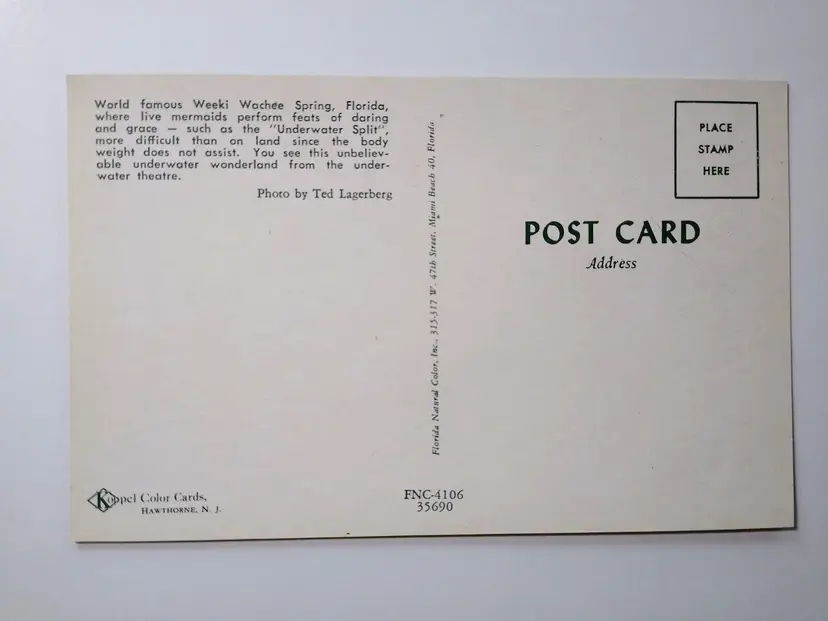 World famous Weeki Wachee Spring, Florida,
where live mermaids perform feats of daring
and grace — such as the "Underwater Split",
more difficult than on land since the body
weight does not assist. You see this unbeliev-
able underwater wonderland from the under-
water theatre.
Photo by Ted Lagerberg
Koppel Color Cards,
HAWTHORNE, N. J.
Florida Natural Color, Inc., 315-317 W. 47th Street, Miami Beach 40, Florida
FNC-4106
35690
PLACE
STAMP
HERE
POST CARD
Address